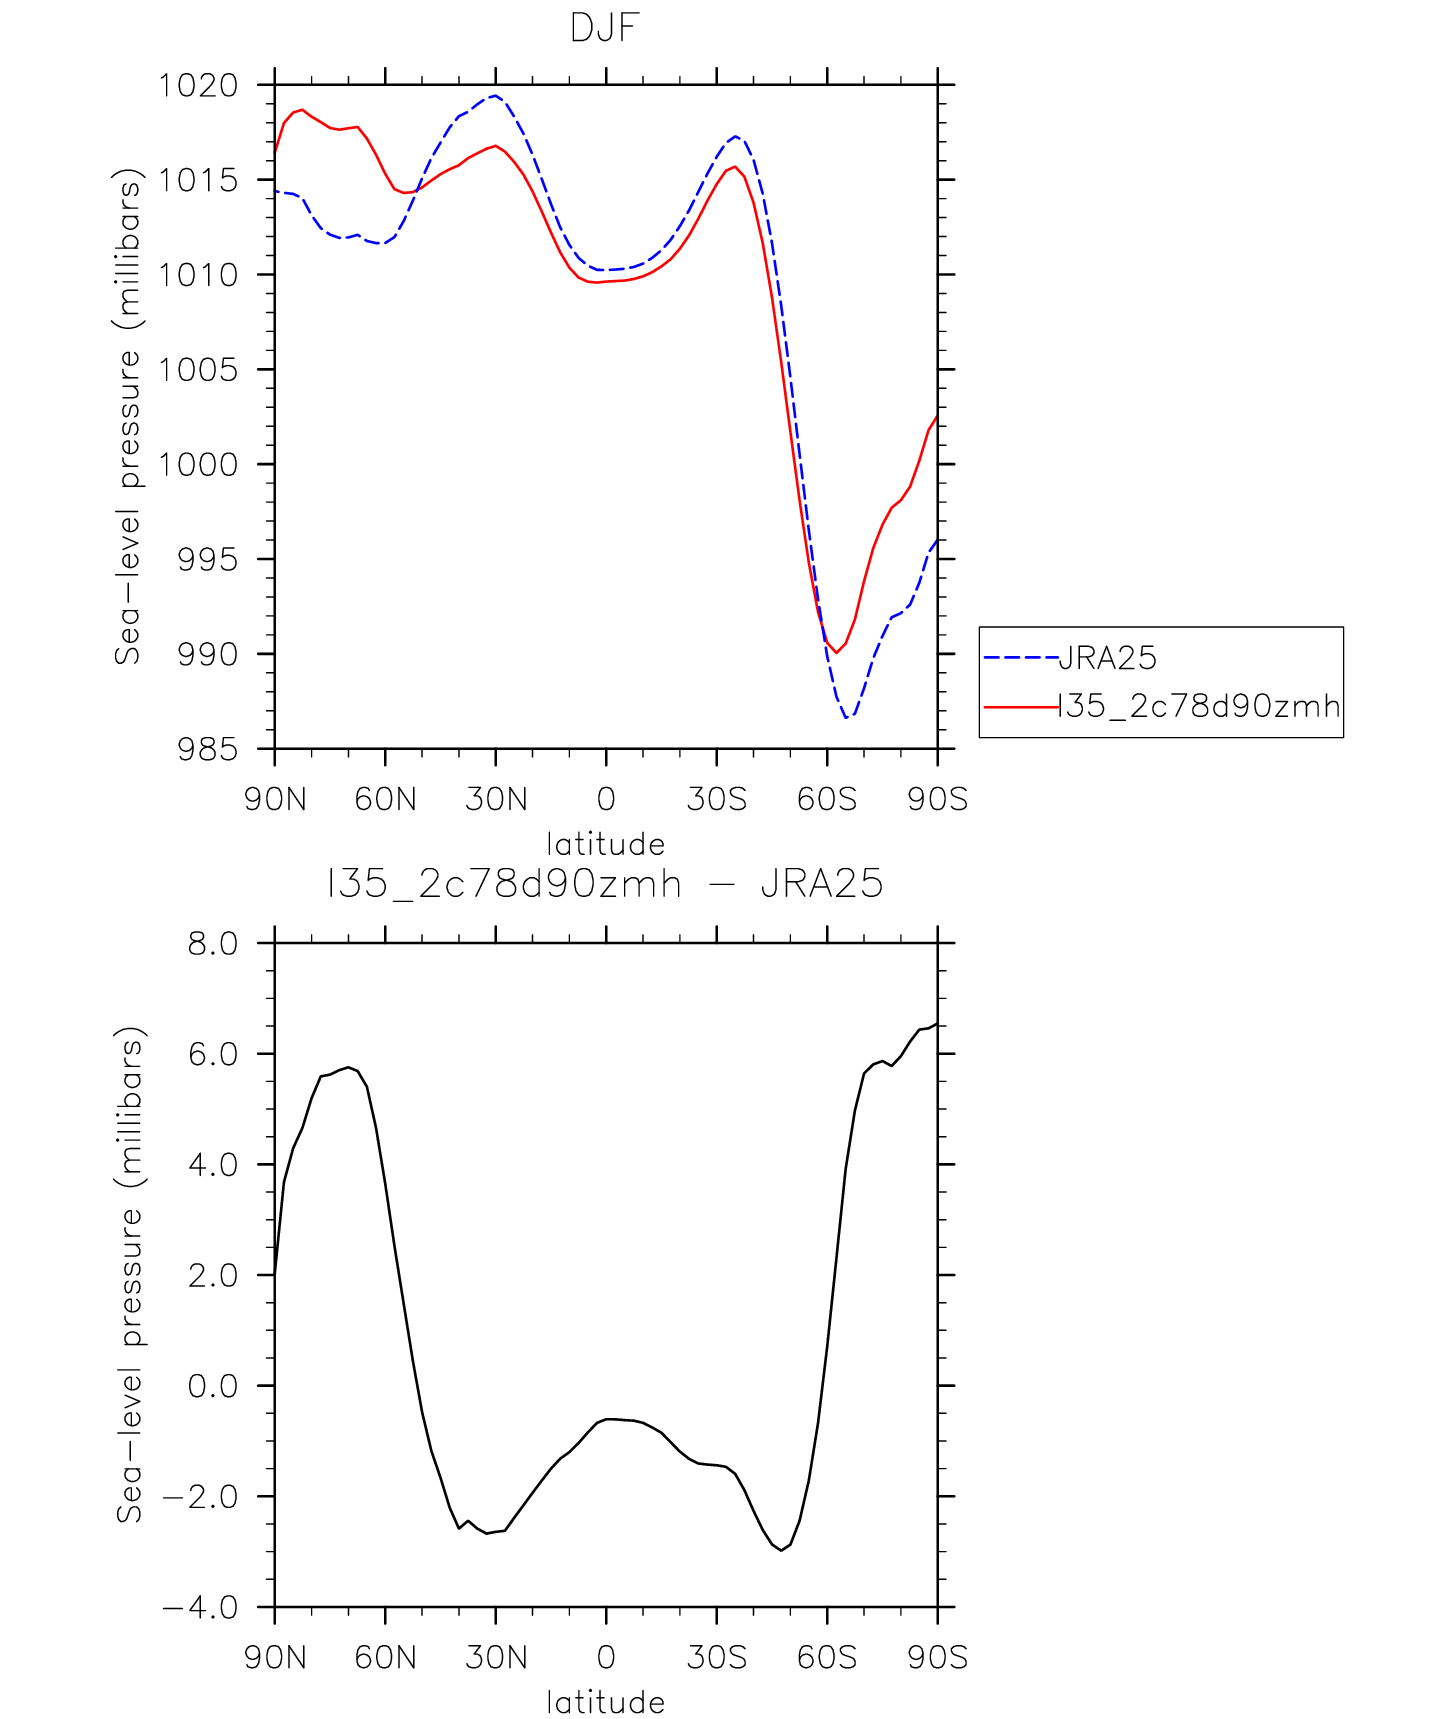 DJF
Sea-level pressure (millibars)
1020
1015
1010
1005
1000
995
990
985
90N 60N 30N 0 30S 60S 90S
latitude
JRA25
I35_2c78d90zmh
I35_2c78d90zmh - JRA25
Sea-level pressure (millibars)
8.0
6.0
4.0
2.0
0.0
-2.0
-4.0
90N 60N 30N 0 30S 60S 90S
latitude